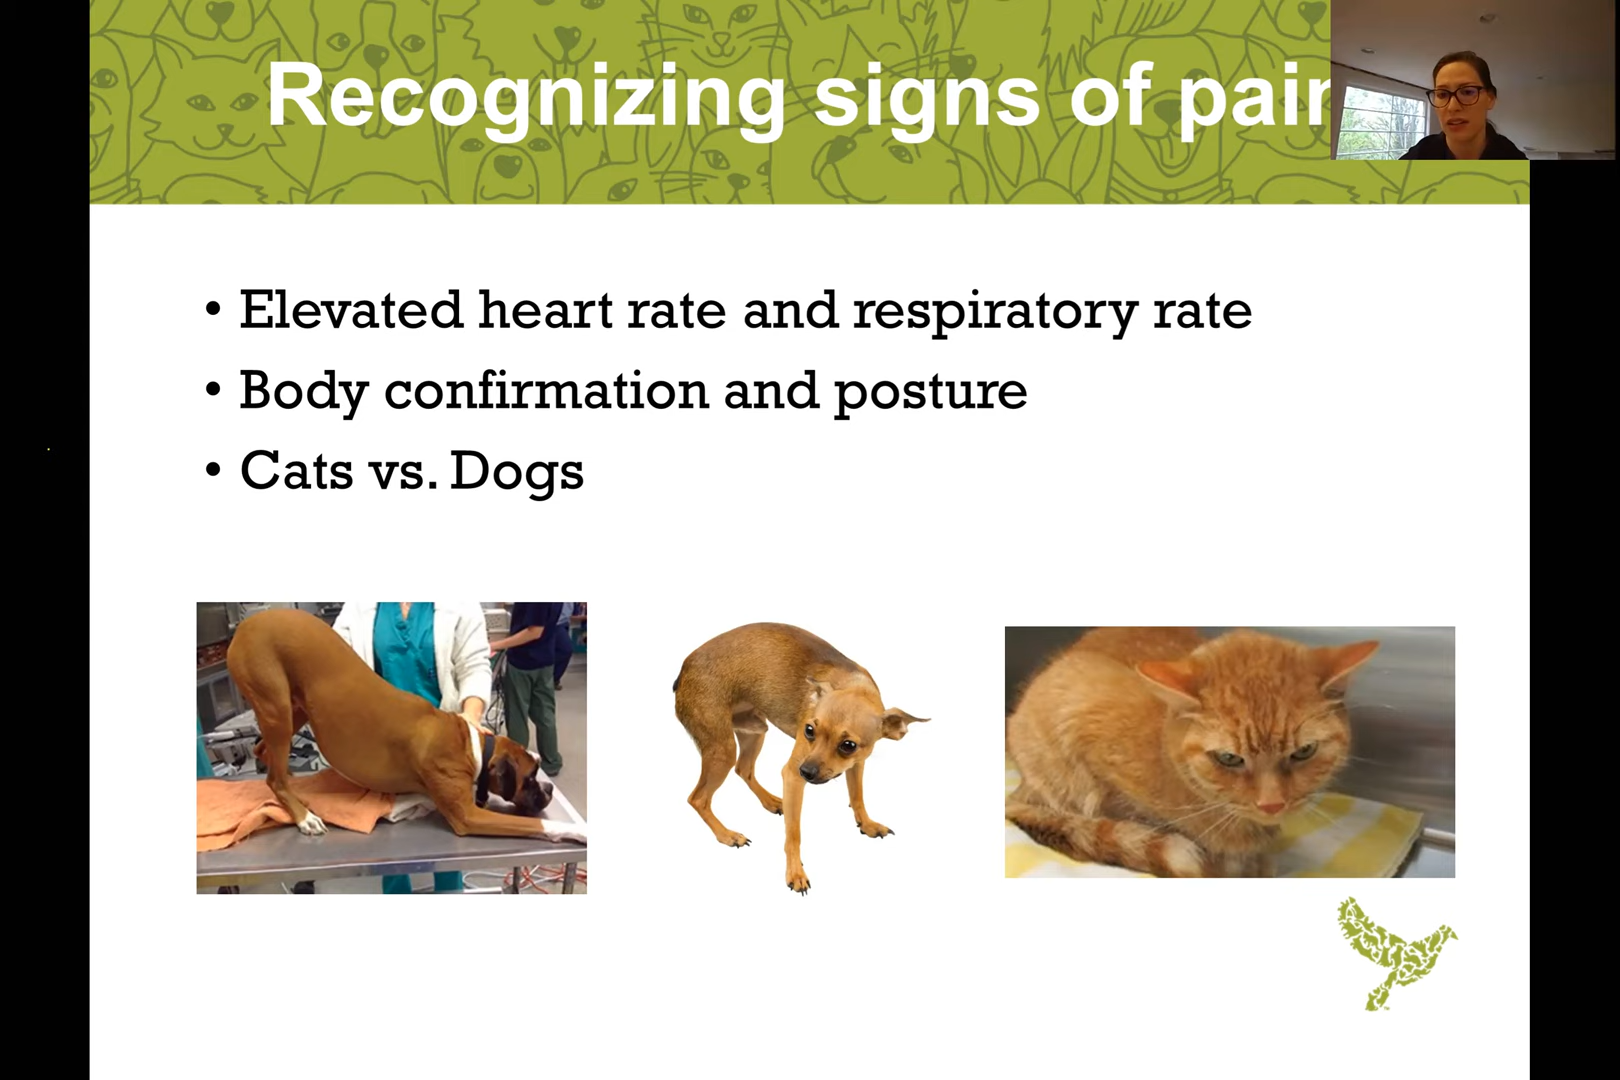 Recognizing signs of pain
• Elevated heart rate and respiratory rate
• Body confirmation and posture
• Cats vs. Dogs